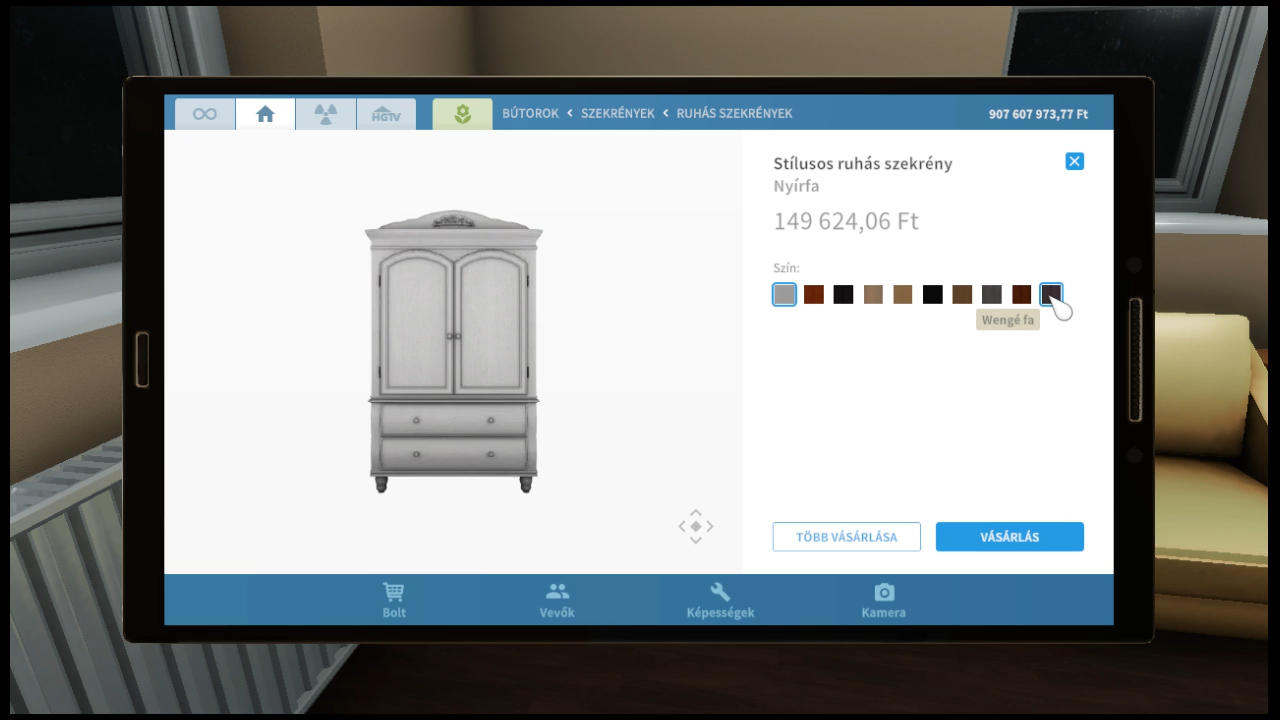 HGTV
BÚTOROK < SZEKRÉNYEK < RUHÁS SZEKRÉNYEK
907 607 973,77 Ft
Stílusos ruhás szekrény
Nyírfa
149 624,06 Ft
Szín:
Wengé fa
TÖBB VÁSÁRLÁSA
VÁSÁRLÁS
Bolt
Vevők
Képességek
Kamera